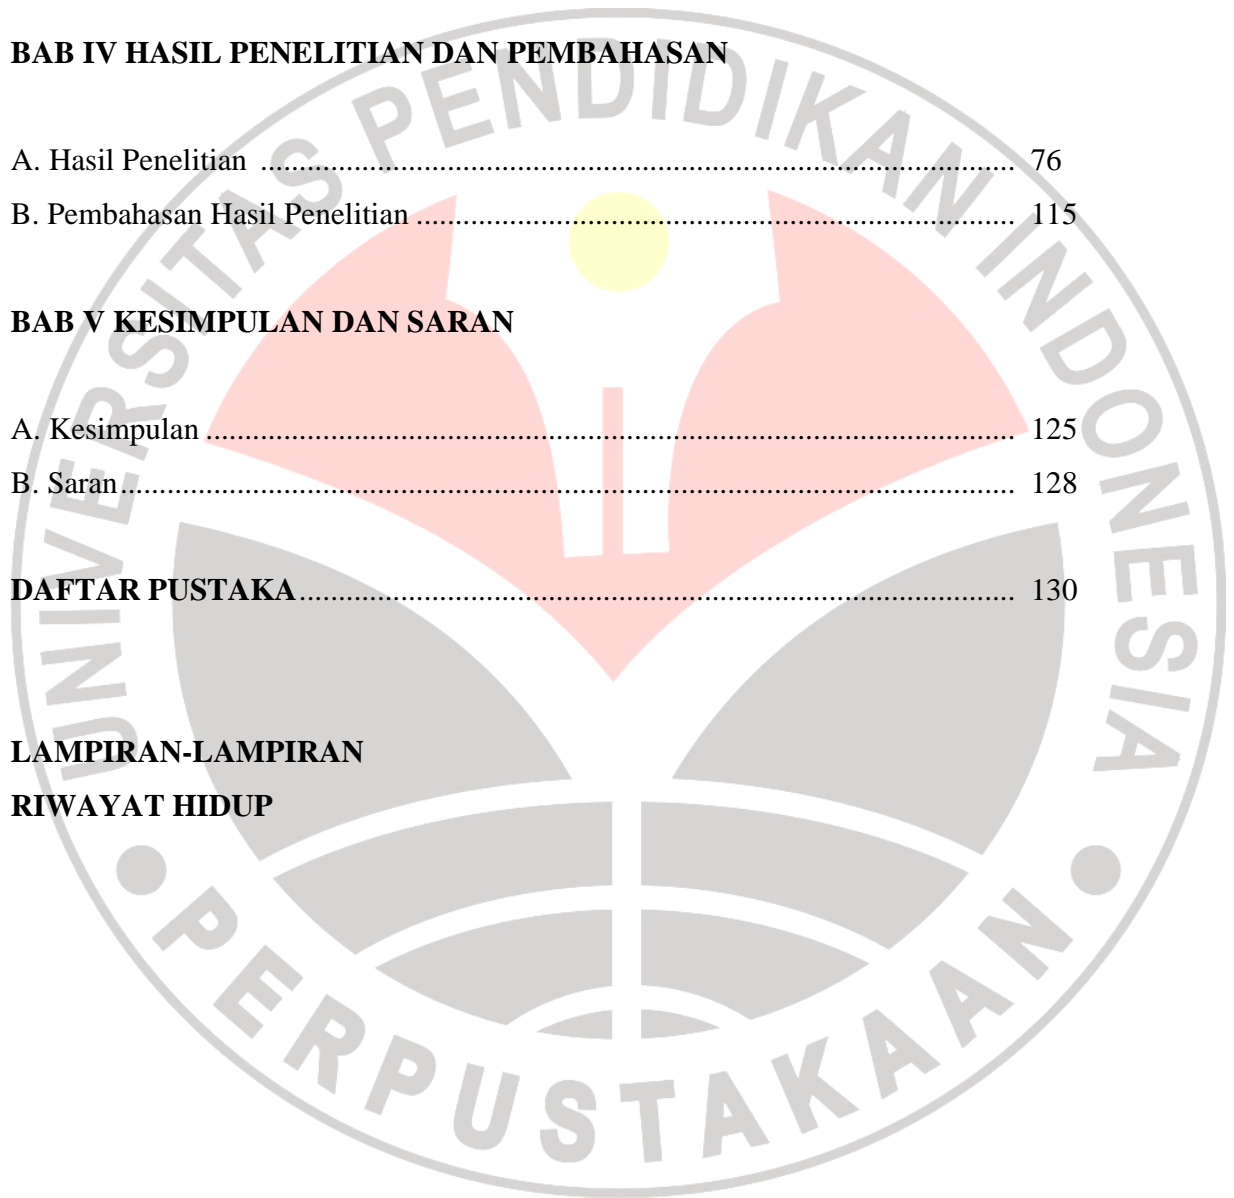 BAB IV HASIL PENELITIAN DAN PEMBAHASAN
A. Hasil Penelitian ................................................................................................. 76
B. Pembahasan Hasil Penelitian ............................................................................. 115
BAB V KESIMPULAN DAN SARAN
A. Kesimpulan ........................................................................................................ 125
B. Saran................................................................................................................... 128
DAFTAR PUSTAKA............................................................................................ 130
LAMPIRAN-LAMPIRAN
RIWAYAT HIDUP
UNIVERSITAS PENDIDIKAN INDONESIA
PERPUSTAKAAN